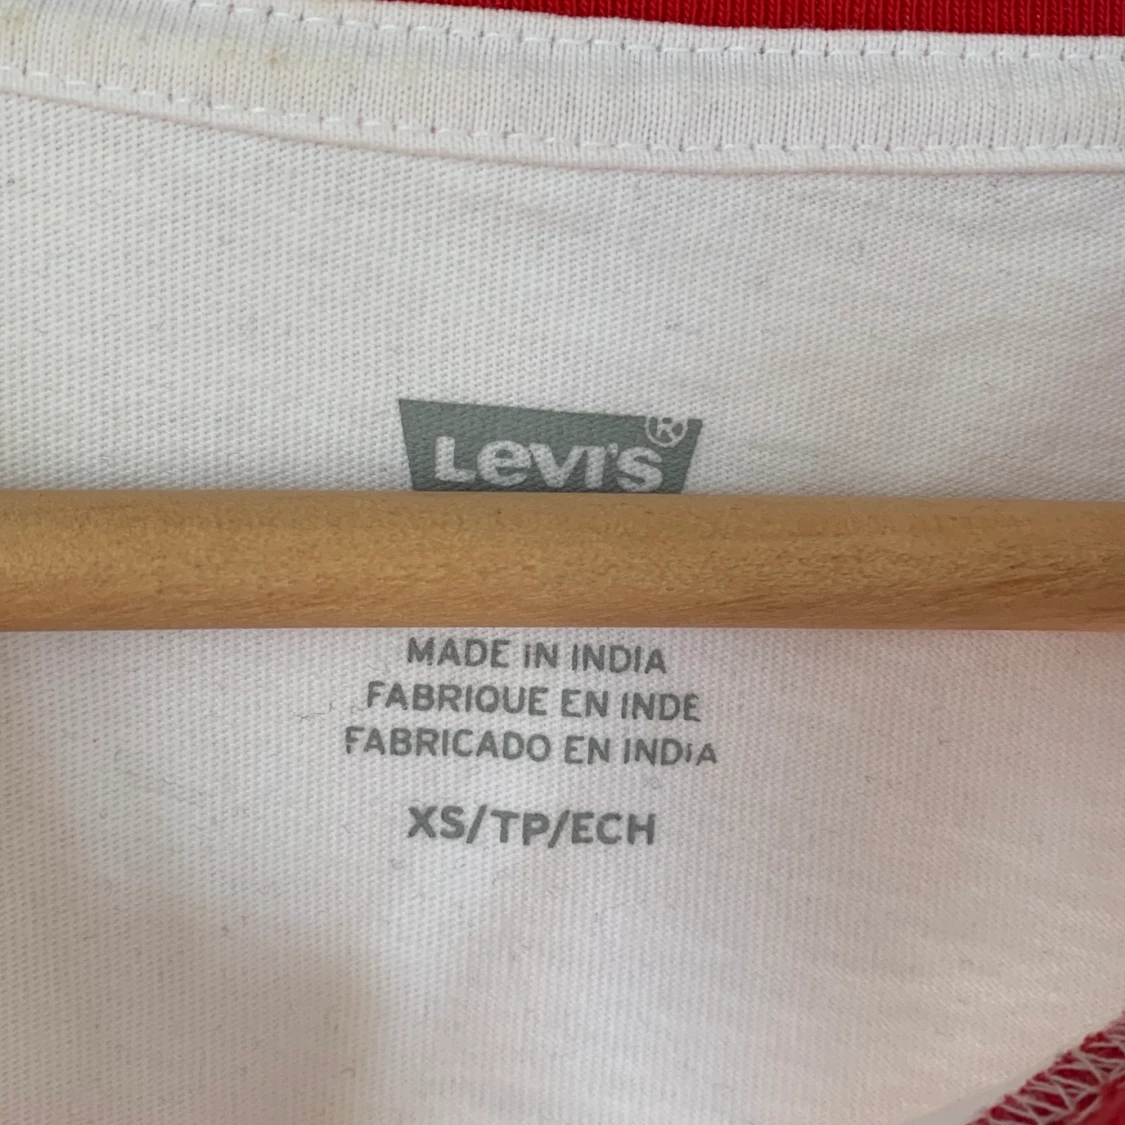 Levi's®
MADE IN INDIA
FABRIQUE EN INDE
FABRICADO EN INDIA
XS/TP/ECH